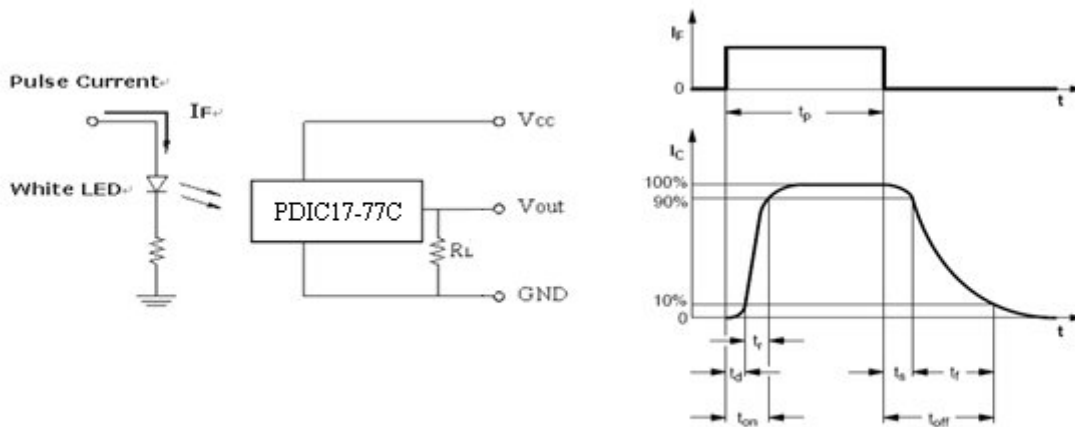 Pulse Current
IF
White LED
PDIC17-77C
Vcc
Vout
RL
GND
IF
0
t
tp
IC
100%
90%
10%
0
t
tr
td
ts
tf
ton
toff